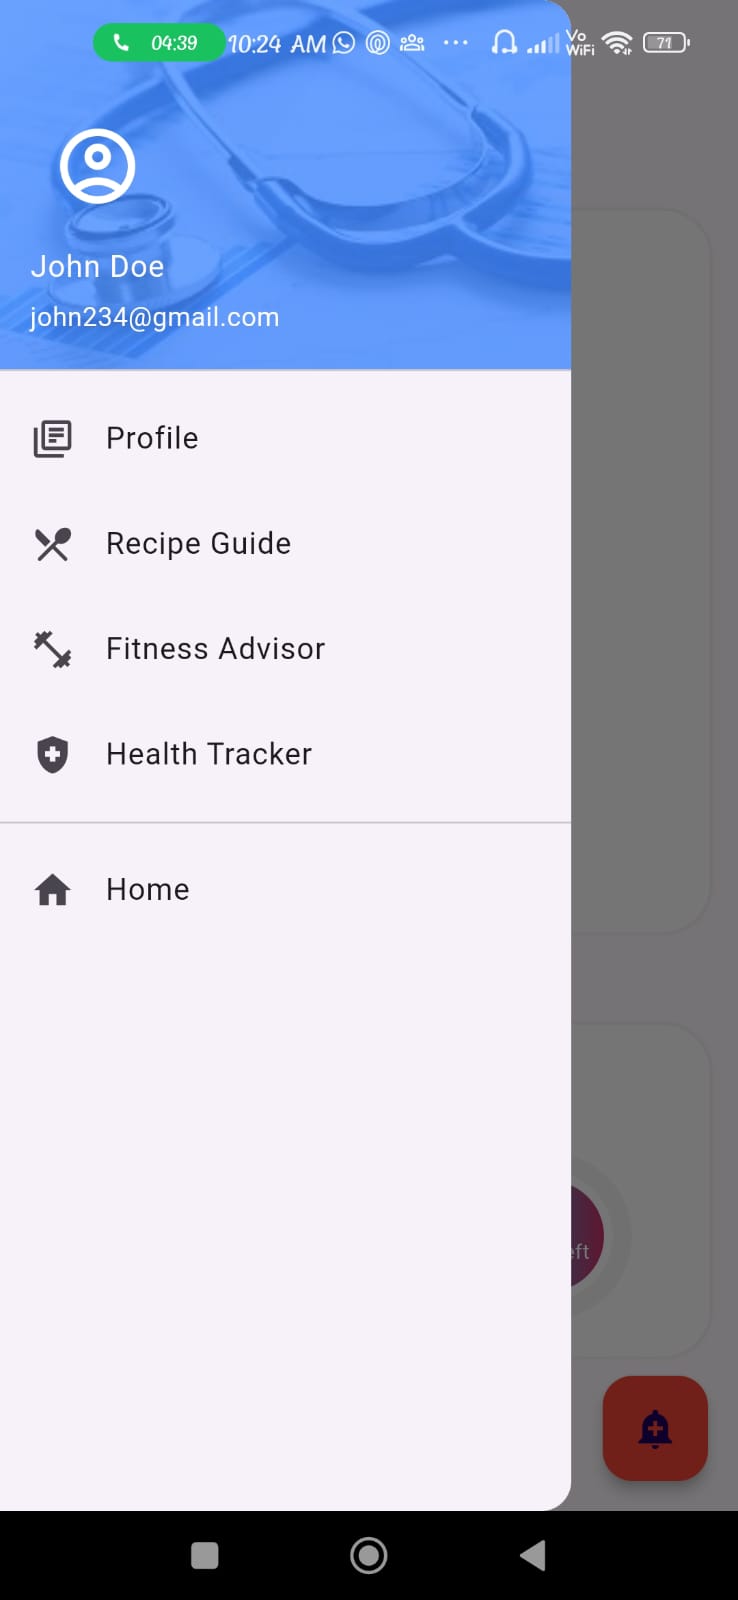 04:39 10:24 AM Vo WiFi 71
John Doe
john234@gmail.com
Profile
Recipe Guide
Fitness Advisor
Health Tracker
Home
eft